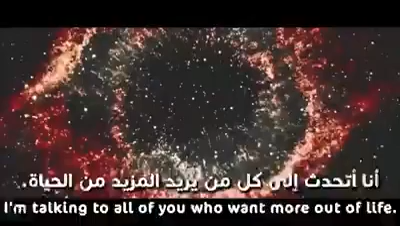 أنا أتحدث إلى كل من يريد المزيد من الحياة.
I'm talking to all of you who want more out of life.